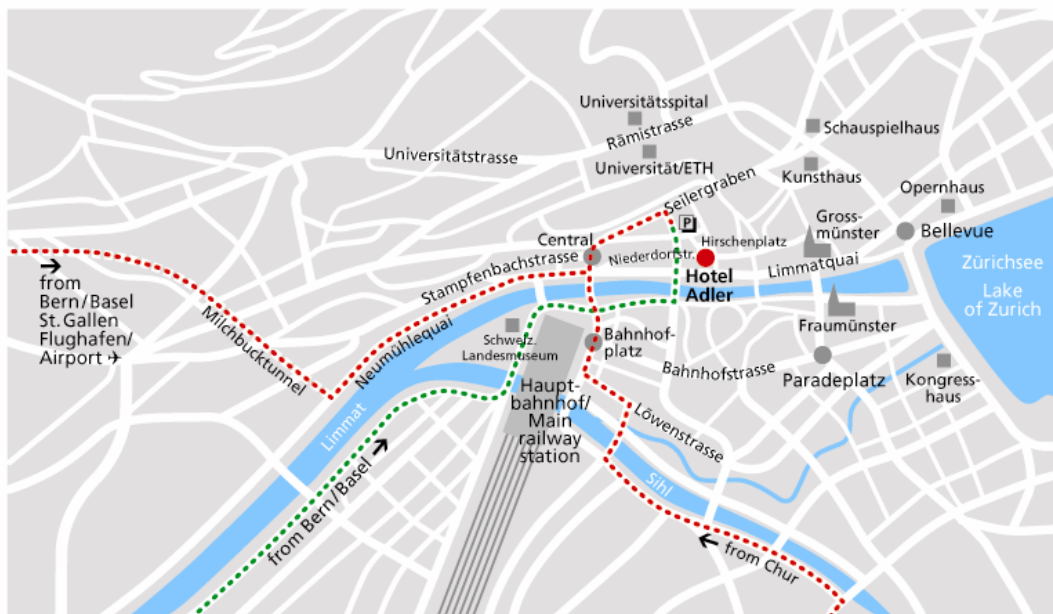 Universitätsspital
Rämistrasse
Schauspielhaus
Universitätstrasse
Universität/ETH
Kunsthaus
Seilergraben
Opernhaus
P
Gross-
münster
Bellevue
Central
Hirschenplatz
Niederdorfstr.
Limmatquai
Hotel
Adler
Zürichsee
Lake
of Zurich
Stampfenbachstrasse
from
Bern/Basel
St. Gallen
Flughafen/
Airport ✈
Milchbucktunnel
Neumühlequai
Schweiz.
Landesmuseum
Bahnhof-
platz
Fraumünster
Bahnhofstrasse
Paradeplatz
Kongress-
haus
Haupt-
bahnhof/
Main
railway
station
Limmat
Löwenstrasse
Sihl
from Bern/Basel
from Chur